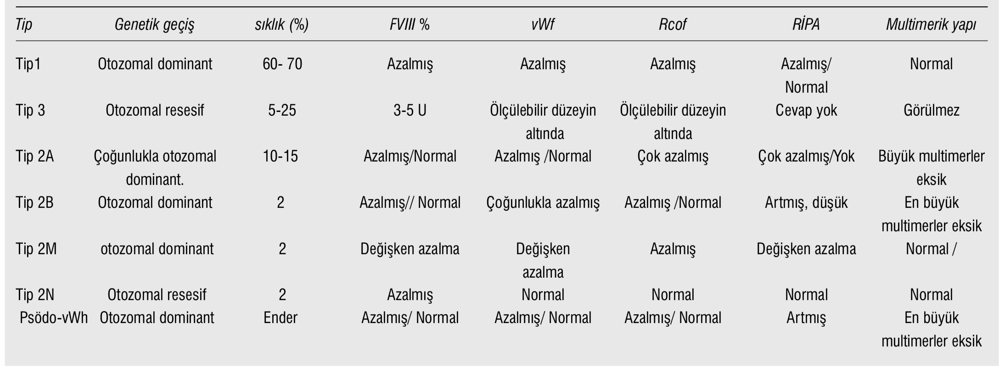 Tip Genetik geçiş sıklık (%) FVIII % vWf Rcof RİPA Multimerik yapı
Tip1 Otozomal dominant 60- 70 Azalmış Azalmış Azalmış Azalmış/ Normal
Normal
Tip 3 Otozomal resesif 5-25 3-5 U Ölçülebilir düzeyin Ölçülebilir düzeyin Cevap yok Görülmez
altında altında
Tip 2A Çoğunlukla otozomal 10-15 Azalmış/Normal Azalmış /Normal Çok azalmış Çok azalmış/Yok Büyük multimerler
dominant. eksik
Tip 2B Otozomal dominant 2 Azalmış// Normal Çoğunlukla azalmış Azalmış /Normal Artmış, düşük En büyük
multimerler eksik
Tip 2M otozomal dominant 2 Değişken azalma Değişken Azalmış Değişken azalma Normal /
azalma
Tip 2N Otozomal resesif 2 Azalmış Normal Normal Normal Normal
Psödo-vWh Otozomal dominant Ender Azalmış/ Normal Azalmış/ Normal Azalmış/ Normal Artmış En büyük
multimerler eksik